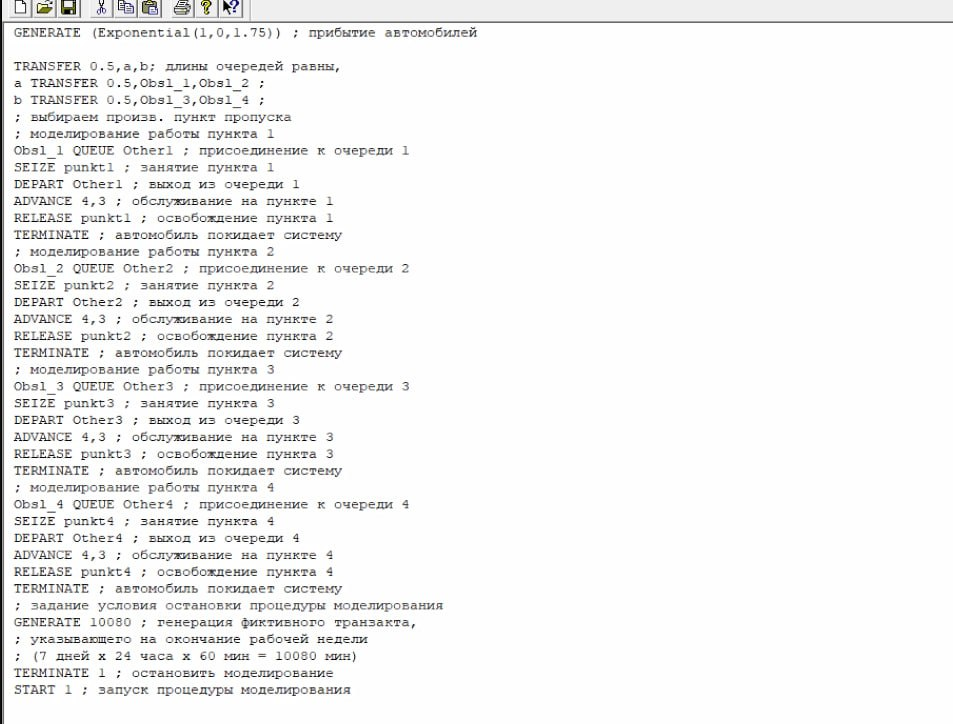 GENERATE (Exponential(1,0,1.75)) ; прибытие автомобилей
TRANSFER 0.5,a,b; длины очередей равны,
a TRANSFER 0.5,Obsl_1,Obsl_2 ;
b TRANSFER 0.5,Obsl_3,Obsl_4 ;
; выбираем произв. пункт пропуска
; моделирование работы пункта 1
Obsl_1 QUEUE Other1 ; присоединение к очереди 1
SEIZE punkt1 ; занятие пункта 1
DEPART Other1 ; выход из очереди 1
ADVANCE 4,3 ; обслуживание на пункте 1
RELEASE punkt1 ; освобождение пункта 1
TERMINATE ; автомобиль покидает систему
; моделирование работы пункта 2
Obsl_2 QUEUE Other2 ; присоединение к очереди 2
SEIZE punkt2 ; занятие пункта 2
DEPART Other2 ; выход из очереди 2
ADVANCE 4,3 ; обслуживание на пункте 2
RELEASE punkt2 ; освобождение пункта 2
TERMINATE ; автомобиль покидает систему
; моделирование работы пункта 3
Obsl_3 QUEUE Other3 ; присоединение к очереди 3
SEIZE punkt3 ; занятие пункта 3
DEPART Other3 ; выход из очереди 3
ADVANCE 4,3 ; обслуживание на пункте 3
RELEASE punkt3 ; освобождение пункта 3
TERMINATE ; автомобиль покидает систему
; моделирование работы пункта 4
Obsl_4 QUEUE Other4 ; присоединение к очереди 4
SEIZE punkt4 ; занятие пункта 4
DEPART Other4 ; выход из очереди 4
ADVANCE 4,3 ; обслуживание на пункте 4
RELEASE punkt4 ; освобождение пункта 4
TERMINATE ; автомобиль покидает систему
; задание условия остановки процедуры моделирования
GENERATE 10080 ; генерация фиктивного транзакта,
; указывающего на окончание рабочей недели
; (7 дней x 24 часа x 60 мин = 10080 мин)
TERMINATE 1 ; остановить моделирование
START 1 ; запуск процедуры моделирования